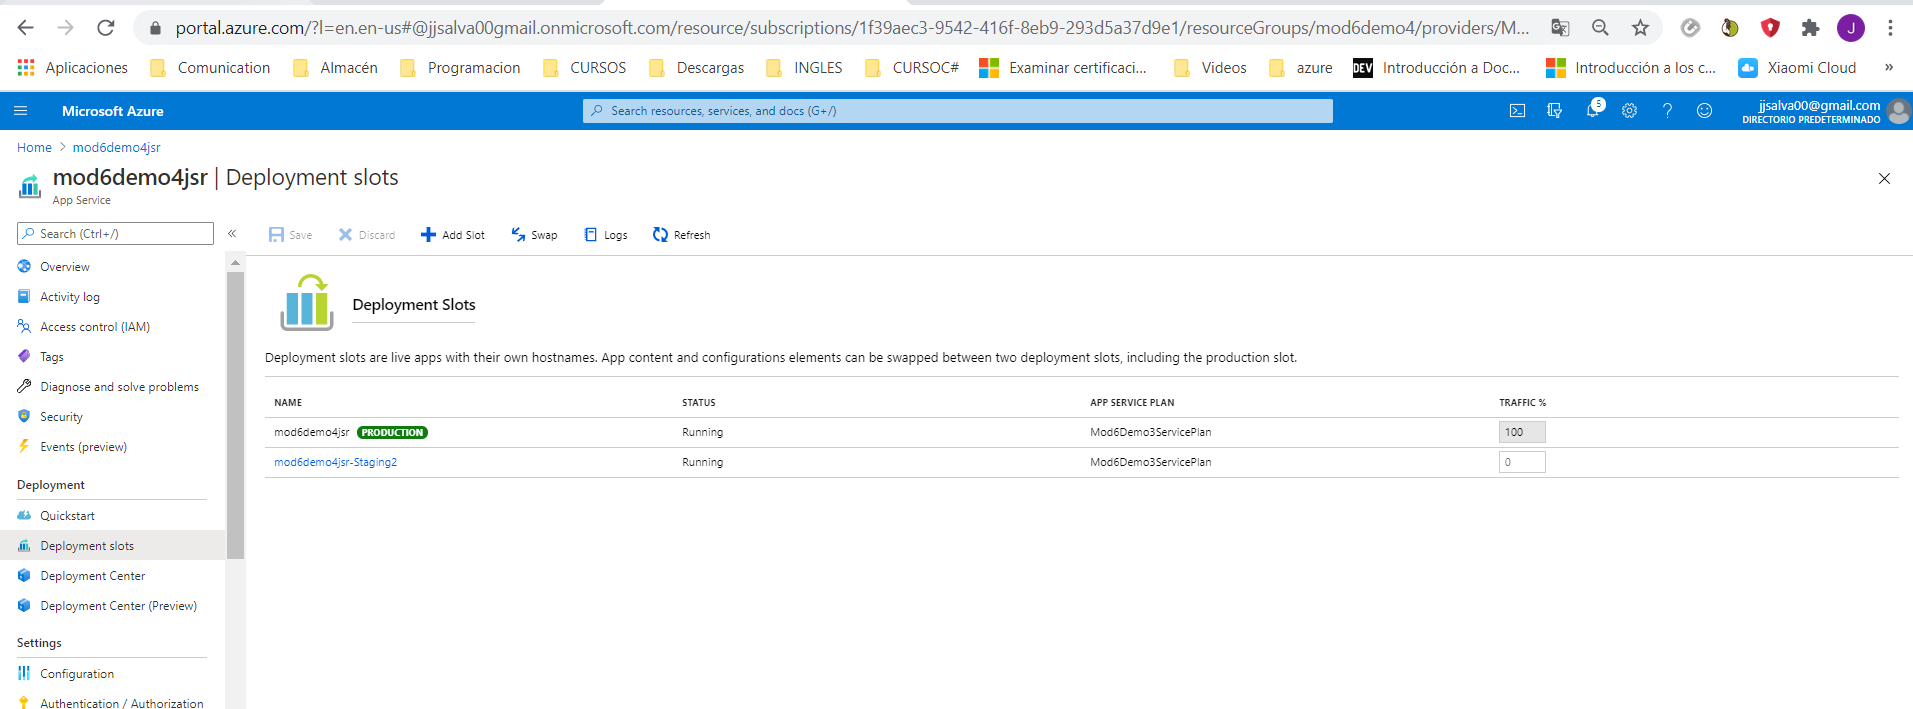 portal.azure.com/?l=en.en-us#@jjsalva00gmail.onmicrosoft.com/resource/subscriptions/1f39aec3-9542-416f-8eb9-293d5a37d9e1/resourceGroups/mod6demo4/providers/M... J
Aplicaciones Comunication Almacén Programacion CURSOS Descargas INGLES CURSOC# Examinar certificaci... Videos azure DEV Introducción a Doc... Introducción a los c... Xiaomi Cloud »
Microsoft Azure Search resources, services, and docs (G+/) 5 ? jjsalva00@gmail.com
DIRECTORIO PREDETERMINADO
Home > mod6demo4jsr
mod6demo4jsr | Deployment slots
App Service
Search (Ctrl+/) « Save Discard Add Slot Swap Logs Refresh
Overview
Activity log
Access control (IAM)
Tags
Diagnose and solve problems
Security
Events (preview)
Deployment
Quickstart
Deployment slots
Deployment Center
Deployment Center (Preview)
Settings
Configuration
Authentication / Authorization
Deployment Slots
Deployment slots are live apps with their own hostnames. App content and configurations elements can be swapped between two deployment slots, including the production slot.
NAME STATUS APP SERVICE PLAN TRAFFIC %
mod6demo4jsr PRODUCTION Running Mod6Demo3ServicePlan 100
mod6demo4jsr-Staging2 Running Mod6Demo3ServicePlan 0